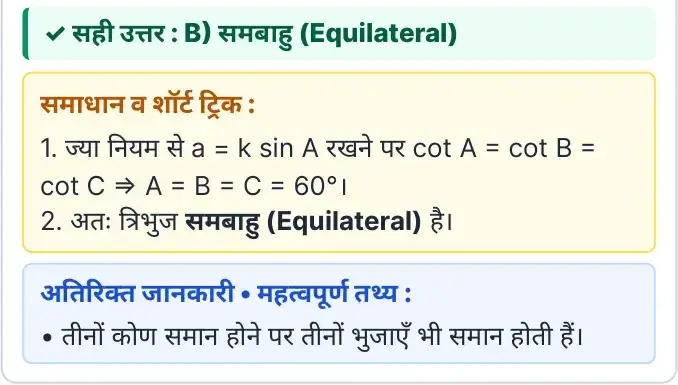 ✓ सही उत्तर : B) समबाहु (Equilateral)
समाधान व शॉर्ट ट्रिक :
1. ज्या नियम से a = k sin A रखने पर cot A = cot B =
cot C ⇒ A = B = C = 60°।
2. अतः त्रिभुज समबाहु (Equilateral) है।
अतिरिक्त जानकारी • महत्वपूर्ण तथ्य :
• तीनों कोण समान होने पर तीनों भुजाएँ भी समान होती हैं।